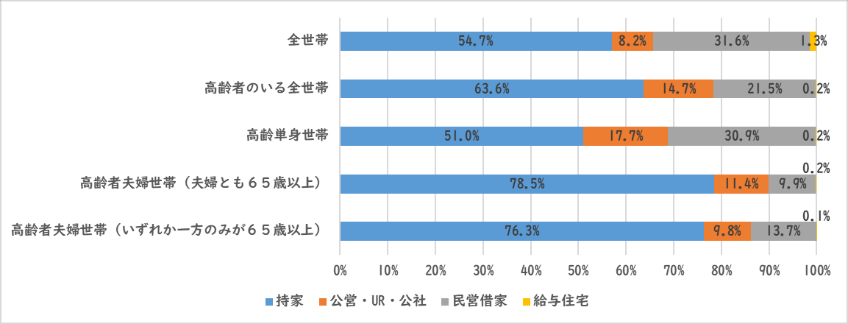 全世帯 54.7% 8.2% 31.6% 1.3%
高齢者のいる全世帯 63.6% 14.7% 21.5% 0.2%
高齢単身世帯 51.0% 17.7% 30.9% 0.2%
高齢者夫婦世帯（夫婦とも６５歳以上） 78.5% 11.4% 9.9% 0.2%
高齢者夫婦世帯（いずれか一方のみが６５歳以上） 76.3% 9.8% 13.7% 0.1%
0% 10% 20% 30% 40% 50% 60% 70% 80% 90% 100%
持家 公営・UR・公社 民営借家 給与住宅